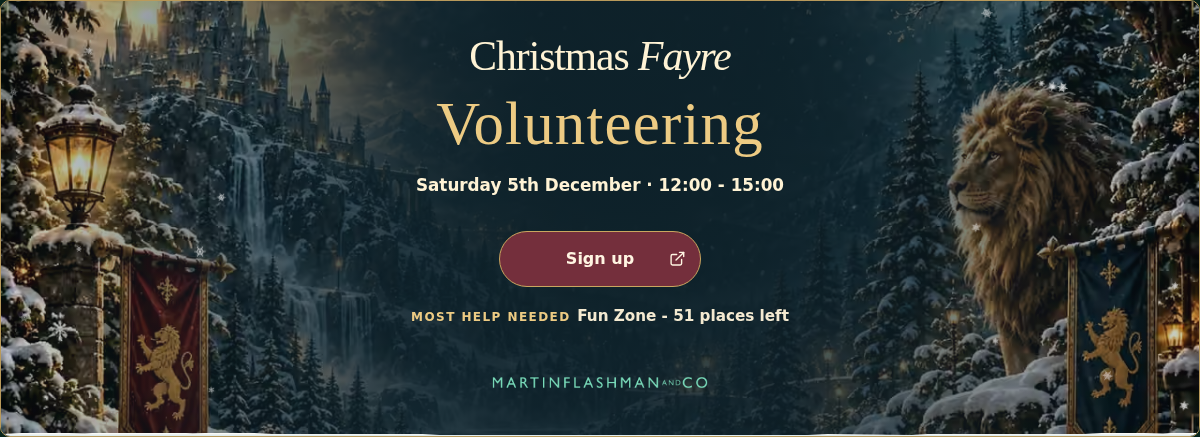 Christmas Fayre
Volunteering
Saturday 5th December · 12:00 - 15:00
Sign up
MOST HELP NEEDED Fun Zone - 51 places left
MARTINFLASHMANANDCO